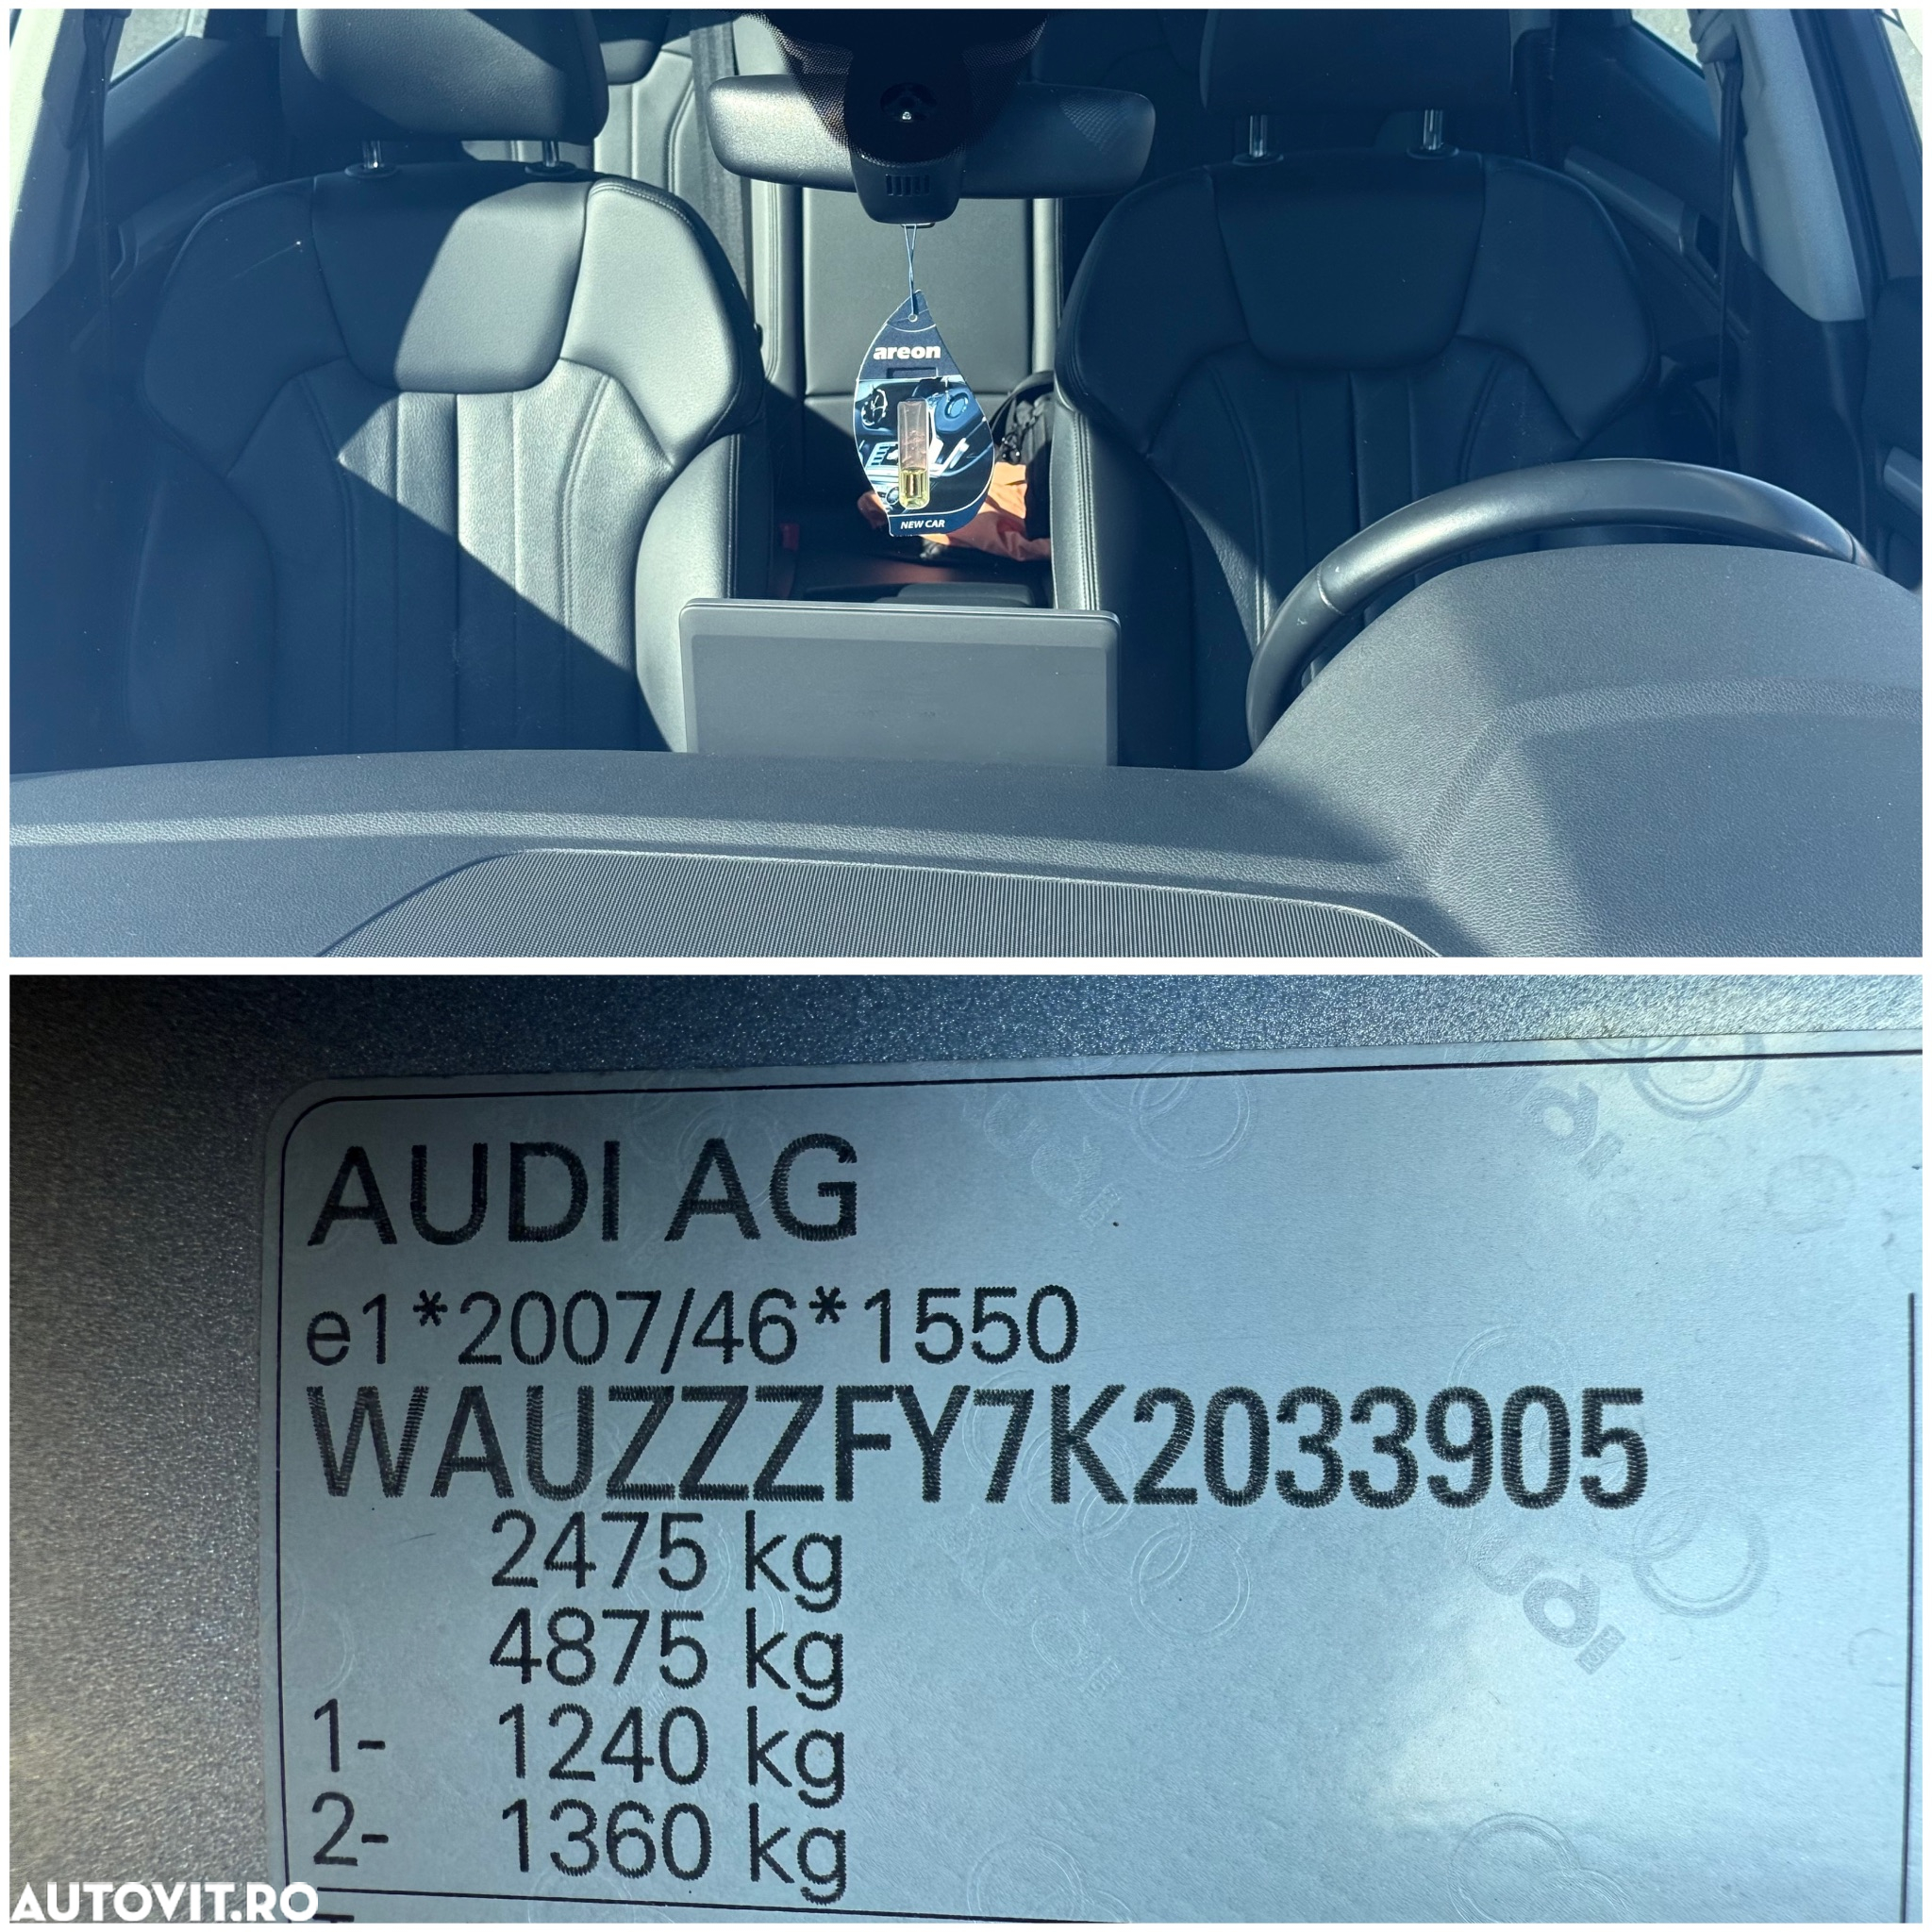 areon
NEW CAR
AUDI AG
e1*2007/46*1550
WAUZZZFY7K2033905
2475 kg
4875 kg
1- 1240 kg
2- 1360 kg
AUTOVIT.RO